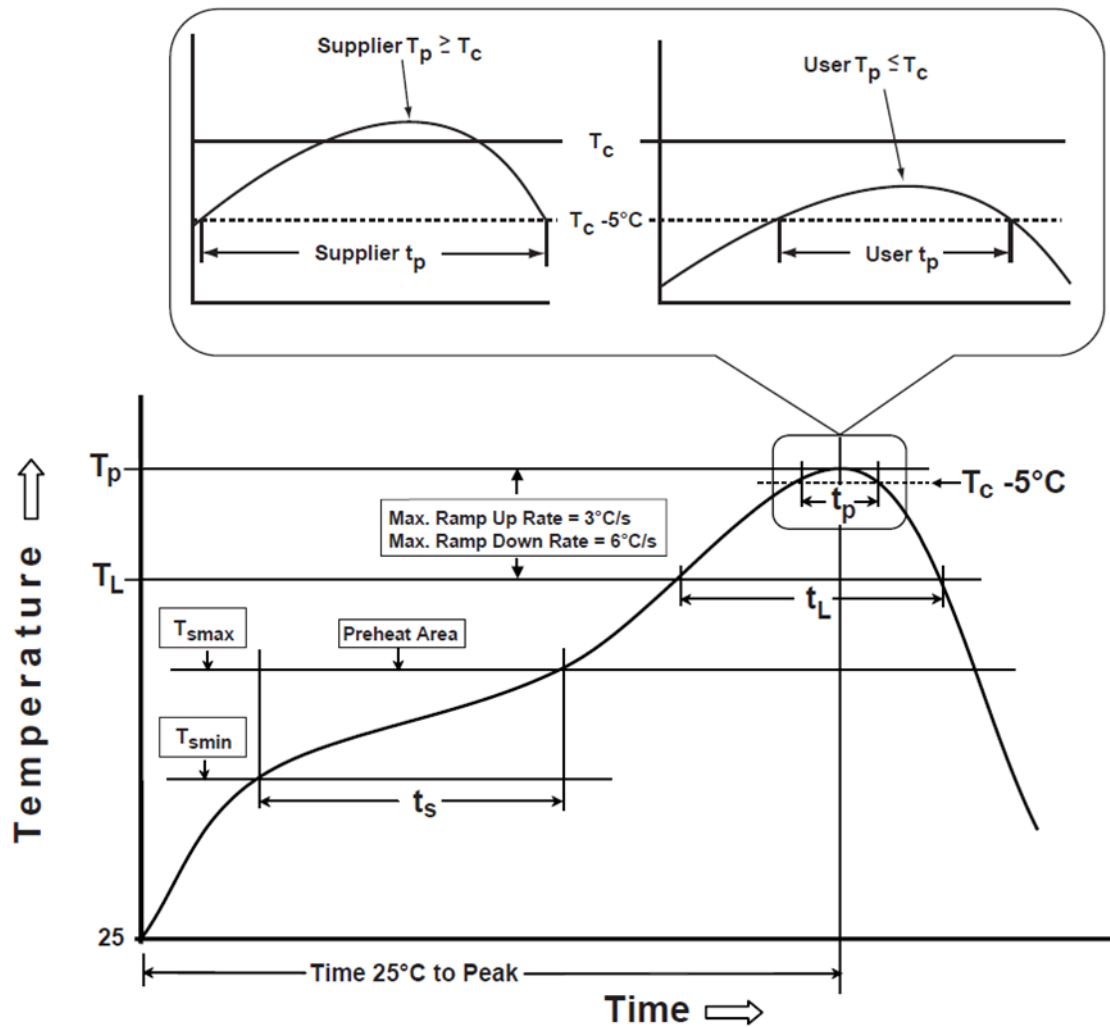 Supplier Tp ≥ Tc
User Tp ≤ Tc
Tc
Tc -5°C
Supplier tp
User tp
Tp
Tc -5°C
tp
Max. Ramp Up Rate = 3°C/s
Max. Ramp Down Rate = 6°C/s
TL
tL
Tsmax
Preheat Area
Tsmin
ts
Temperature
25
Time 25°C to Peak
Time